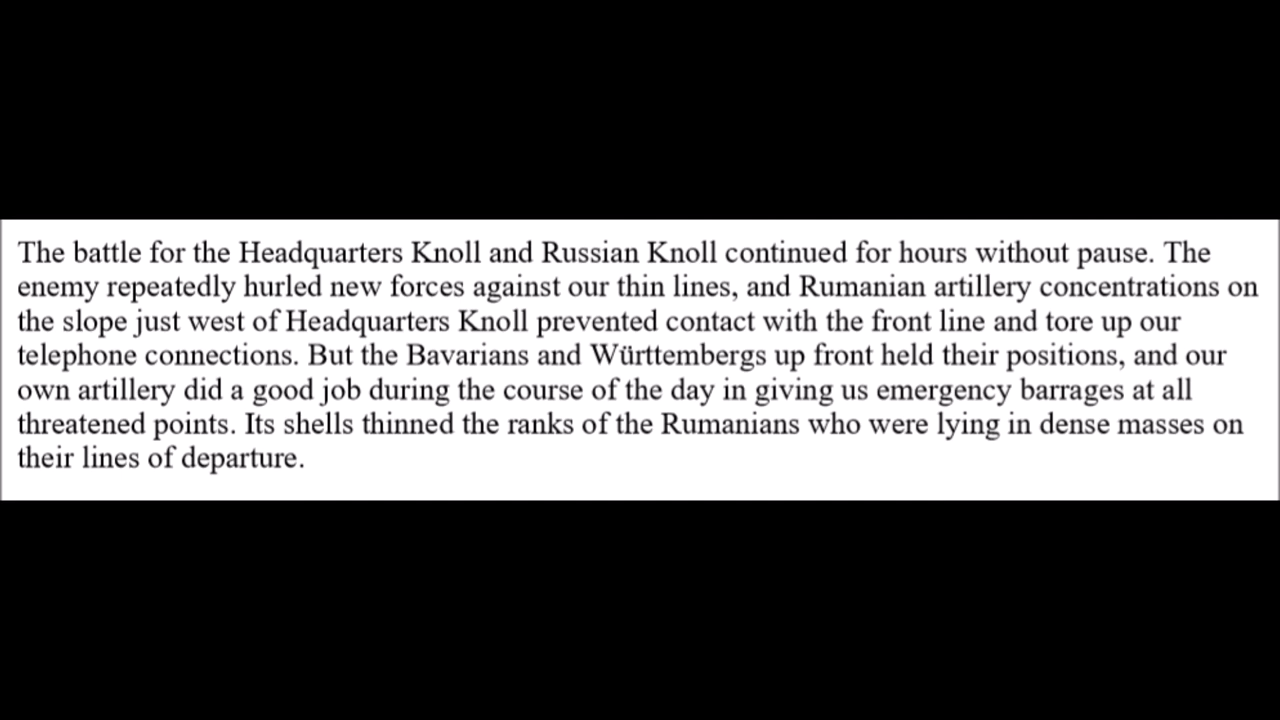 The battle for the Headquarters Knoll and Russian Knoll continued for hours without pause. The
enemy repeatedly hurled new forces against our thin lines, and Rumanian artillery concentrations on
the slope just west of Headquarters Knoll prevented contact with the front line and tore up our
telephone connections. But the Bavarians and Württembergs up front held their positions, and our
own artillery did a good job during the course of the day in giving us emergency barrages at all
threatened points. Its shells thinned the ranks of the Rumanians who were lying in dense masses on
their lines of departure.